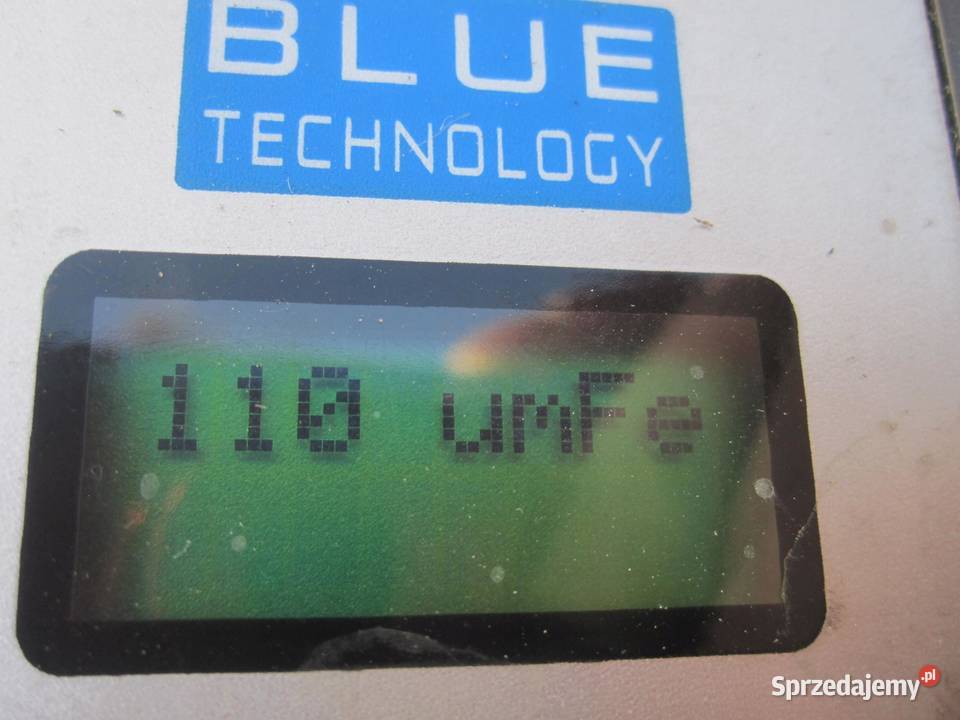 BLUE
TECHNOLOGY
110 umFe
Sprzedajemy.pl